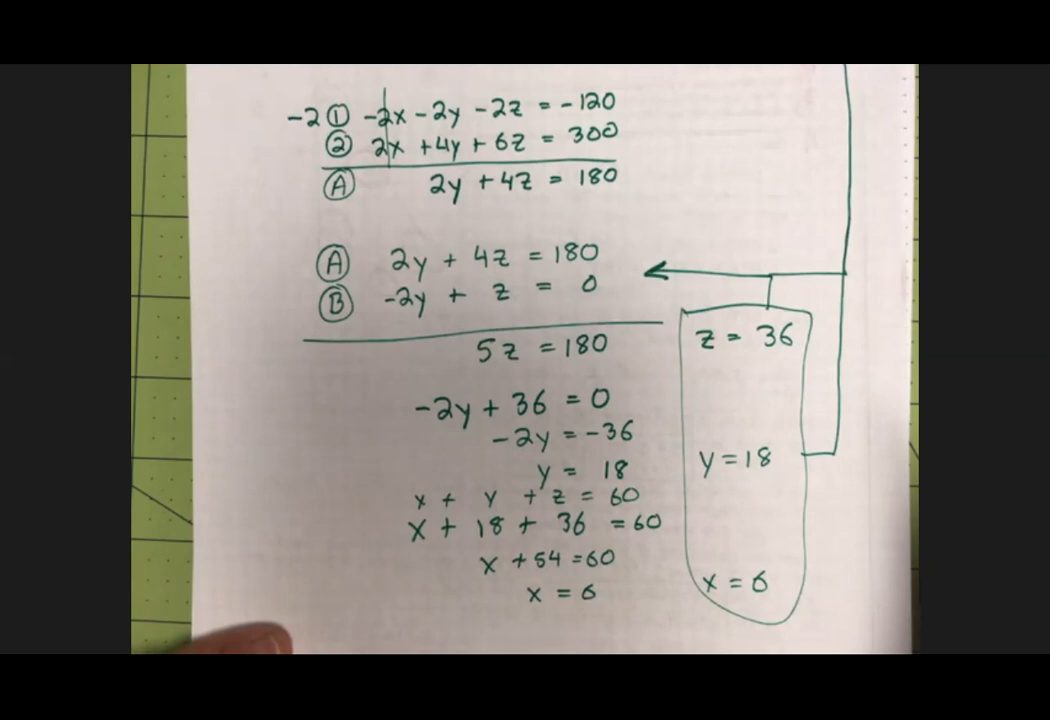 -2 ① -2x - 2y - 2z = -120
② 2x + 4y + 6z = 300
Ⓐ 2y + 4z = 180
Ⓐ 2y + 4z = 180
Ⓑ -2y + z = 0
5z = 180
z = 36
-2y + 36 = 0
-2y = -36
y = 18
y = 18
x + y + z = 60
x + 18 + 36 = 60
x + 54 = 60
x = 6
x = 6